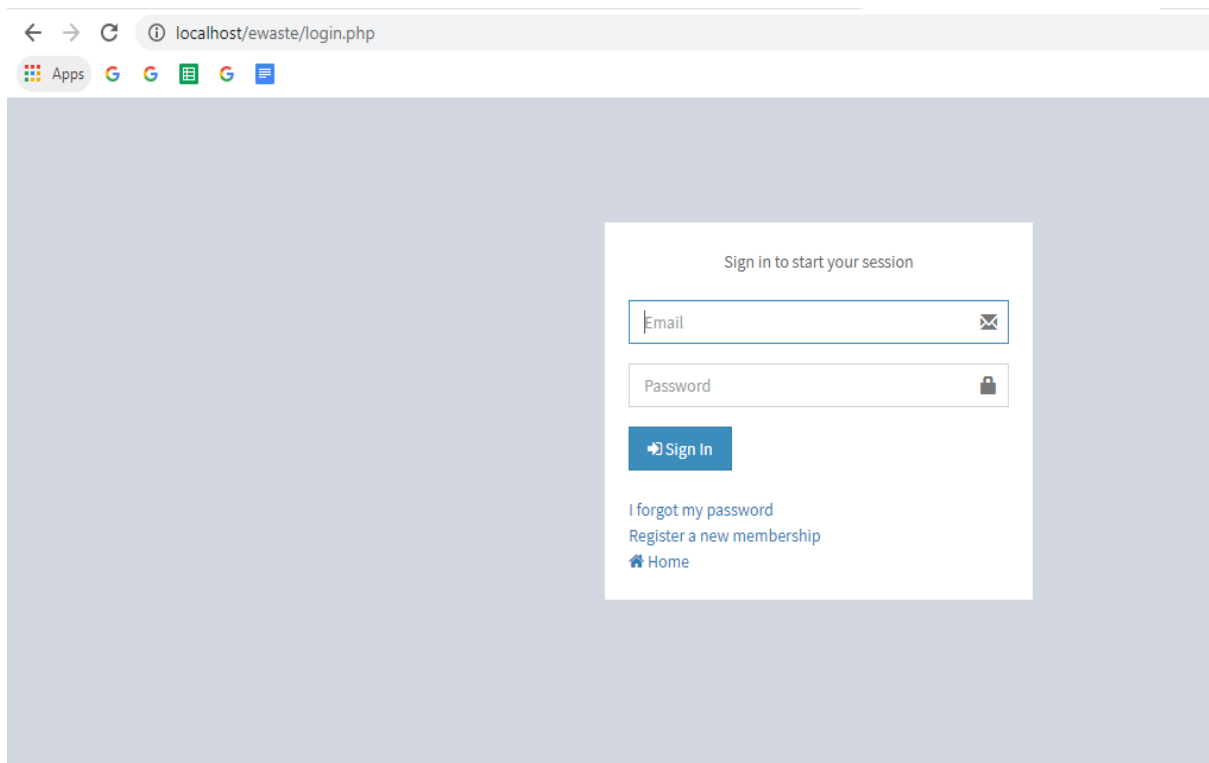 localhost/ewaste/login.php
Apps
Sign in to start your session
Email
Password
Sign In
I forgot my password
Register a new membership
Home